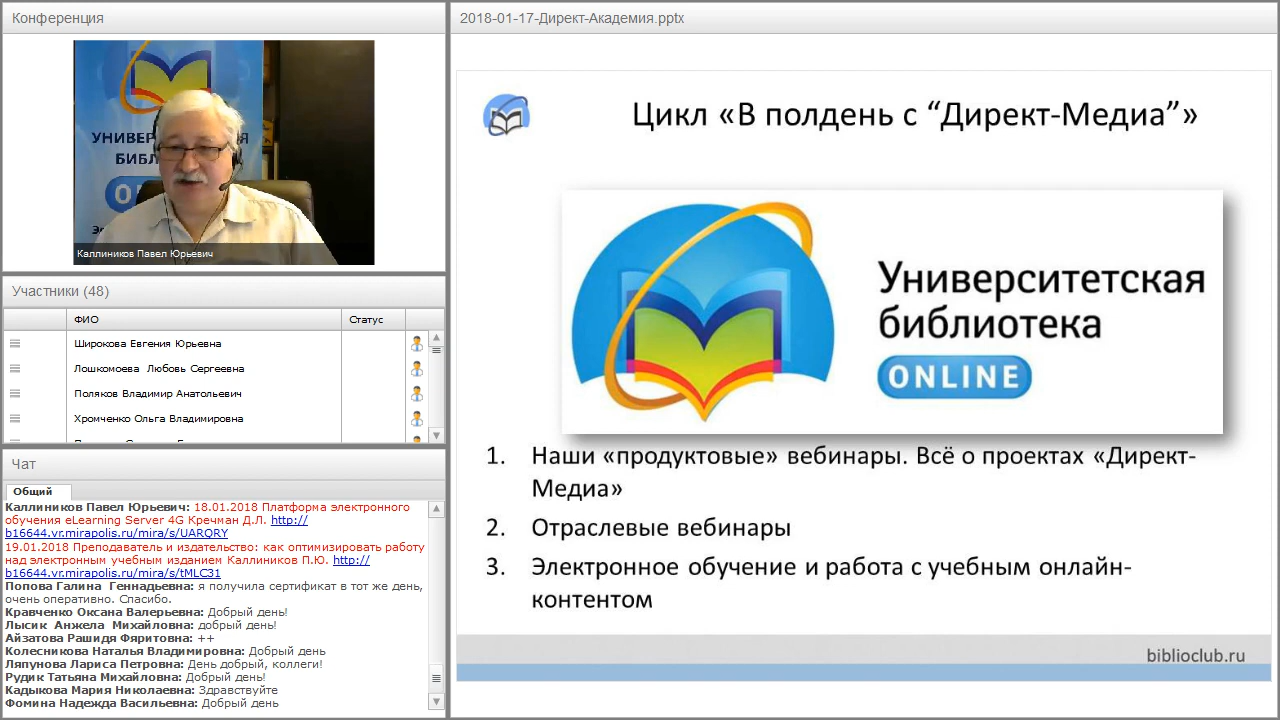 Конференция
УНИВЕР
АЯ
БИБЛ
Каллиников Павел Юрьевич
Участники (48)
ФИО
Статус
Широкова Евгения Юрьевна
Лошкомоева Любовь Сергеевна
Поляков Владимир Анатольевич
Хромченко Ольга Владимировна
Чат
Общий
Каллиников Павел Юрьевич: 18.01.2018 Платформа электронного
обучения eLearning Server 4G Кречман Д.Л. http://
b16644.vr.mirapolis.ru/mira/s/UARQRY
19.01.2018 Преподаватель и издательство: как оптимизировать работу
над электронным учебным изданием Каллиников П.Ю. http://
b16644.vr.mirapolis.ru/mira/s/tMLC31
Попова Галина Геннадьевна: я получила сертификат в тот же день,
очень оперативно. Спасибо.
Кравченко Оксана Валерьевна: Добрый день!
Лысик Анжела Михайловна: добрый день!
Айзатова Рашидя Фяритовна: ++
Колесникова Наталья Владимировна: Добрый день
Ляпунова Лариса Петровна: День добрый, коллеги!
Рудик Татьяна Михайловна: Добрый день!
Кадыкова Мария Николаевна: Здравствуйте
Фомина Надежда Васильевна: Добрый день
2018-01-17-Директ-Академия.pptx
Цикл «В полдень с “Директ-Медиа”»
Университетская
библиотека
ONLINE
1. Наши «продуктовые» вебинары. Всё о проектах «Директ-
Медиа»
2. Отраслевые вебинары
3. Электронное обучение и работа с учебным онлайн-
контентом
biblioclub.ru